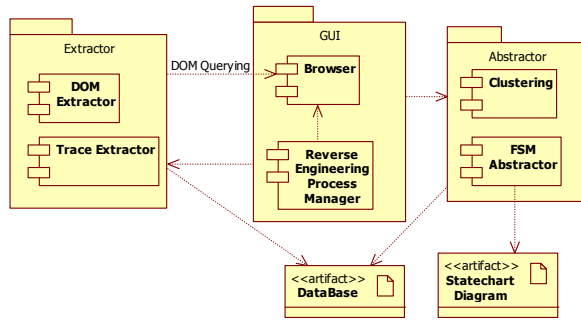 Extractor
DOM
Extractor
Trace Extractor
DOM Querying
GUI
Browser
Reverse
Engineering
Process
Manager
Abstractor
Clustering
FSM
Abstractor
<<artifact>>
DataBase
<<artifact>>
Statechart
Diagram